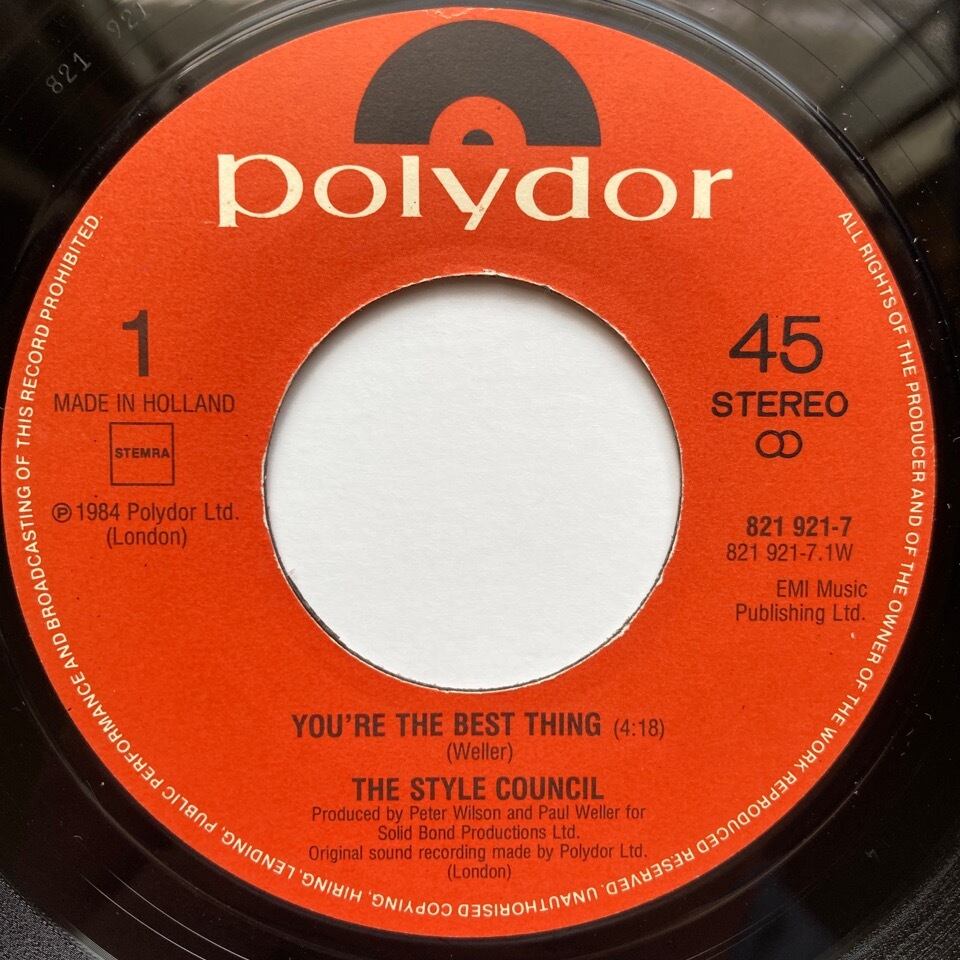 821 921
polydor
1
MADE IN HOLLAND
STEMRA
℗ 1984 Polydor Ltd.
(London)
45
STEREO
821 921-7
821 921-7.1W
EMI Music
Publishing Ltd.
YOU'RE THE BEST THING (4:18)
(Weller)
THE STYLE COUNCIL
Produced by Peter Wilson and Paul Weller for
Solid Bond Productions Ltd.
Original sound recording made by Polydor Ltd.
(London)
ALL RIGHTS OF THE PRODUCER AND OF THE OWNER OF THE WORK REPRODUCED RESERVED. UNAUTHORISED COPYING, HIRING, LENDING, PUBLIC PERFORMANCE AND BROADCASTING OF THIS RECORD PROHIBITED.